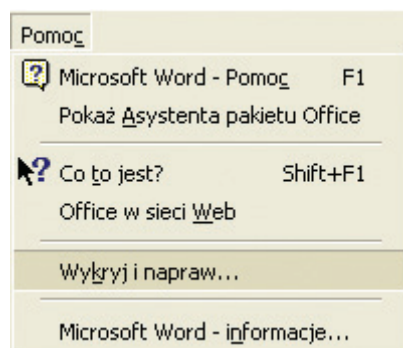 Pomoc
Microsoft Word - Pomoc F1
Pokaż Asystenta pakietu Office
Co to jest? Shift+F1
Office w sieci Web
Wykryj i napraw...
Microsoft Word - informacje...